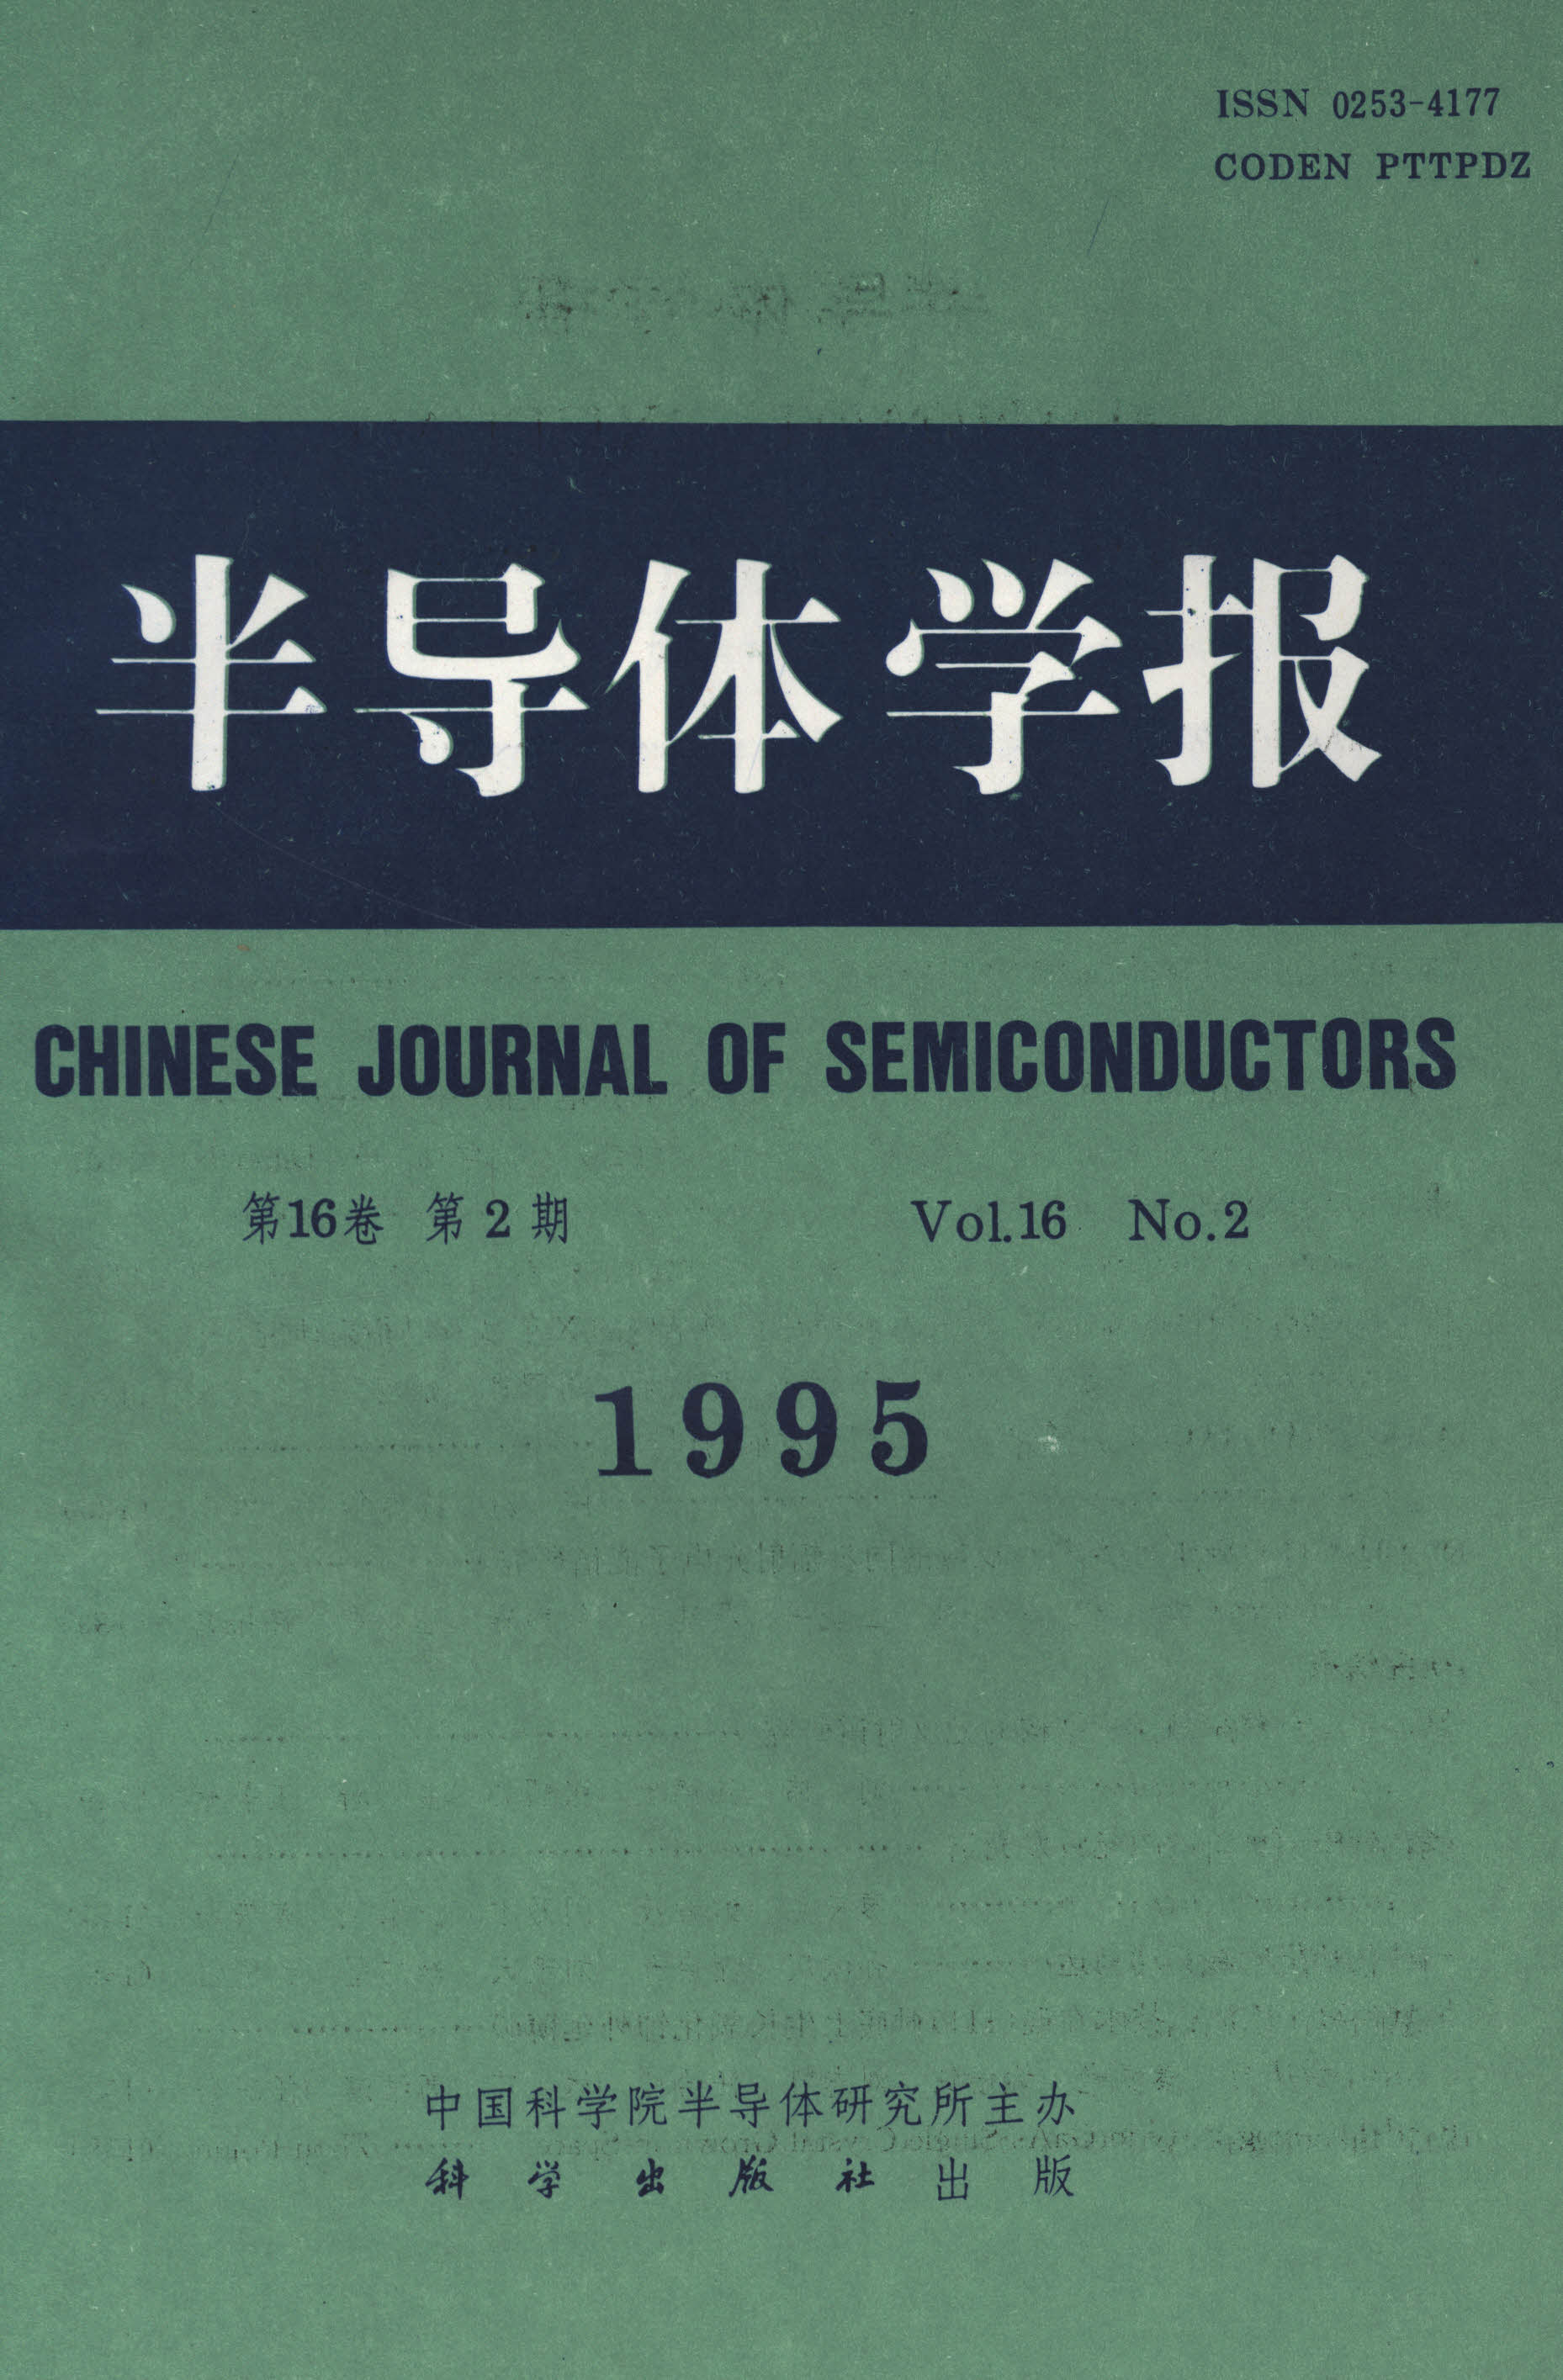 ISSN 0253-4177
CODEN PTTPDZ
半导体学报
CHINESE JOURNAL OF SEMICONDUCTORS
第16卷 第2期 Vol.16 No.2
1995
中国科学院半导体研究所主办
科学出版社出版